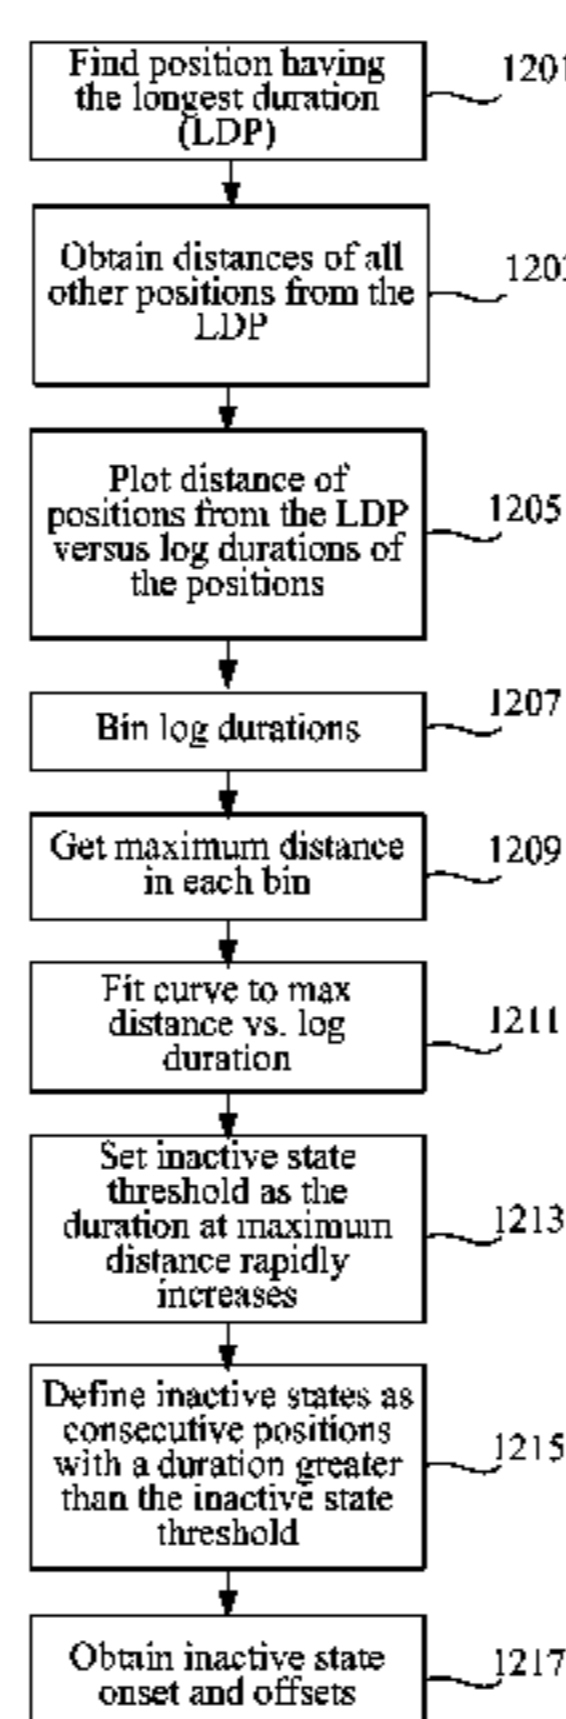 Find position having
the longest duration
(LDP)
1201
Obtain distances of all
other positions from the
LDP
Plot distance of
positions from the LDP
versus log durations of
the positions
1205
Bin log durations
1207
Get maximum distance
in each bin
1209
Fit curve to max
distance vs. log
duration
1211
Set inactive state
threshold as the
duration at maximum
distance rapidly
increases
1213
Define inactive states as
consecutive positions
with a duration greater
than the inactive state
threshold
1215
Obtain inactive state
onset and offsets
1217